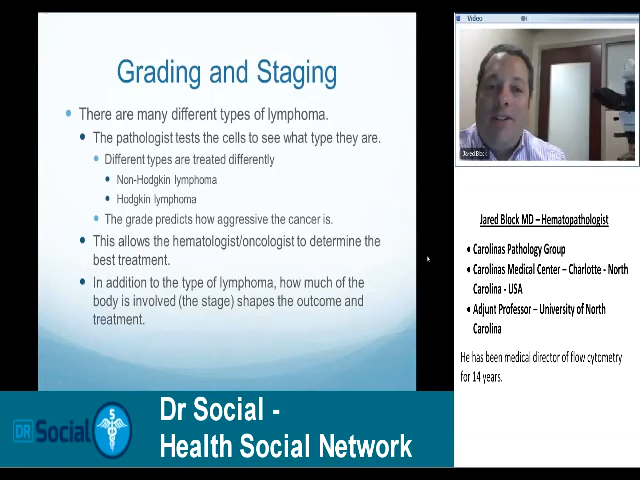 Grading and Staging
There are many different types of lymphoma.
The pathologist tests the cells to see what type they are.
Different types are treated differently
Non-Hodgkin lymphoma
Hodgkin lymphoma
The grade predicts how aggressive the cancer is.
This allows the hematologist/oncologist to determine the
best treatment.
In addition to the type of lymphoma, how much of the
body is involved (the stage) shapes the outcome and
treatment.
Video
Jared Block
Jared Block MD – Hematopathologist
Carolinas Pathology Group
Carolinas Medical Center – Charlotte - North
Carolina - USA
Adjunt Professor – University of North
Carolina
He has been medical director of flow cytometry
for 14 years.
DR Social
Dr Social -
Health Social Network